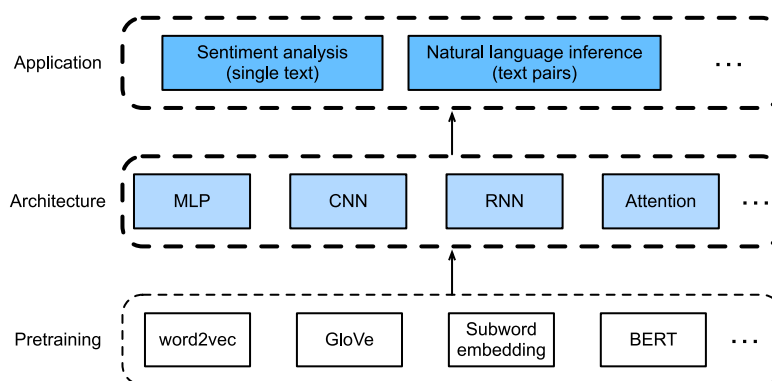 Application
Sentiment analysis
(single text)
Natural language inference
(text pairs)
...
Architecture
MLP
CNN
RNN
Attention
...
Pretraining
word2vec
GloVe
Subword
embedding
BERT
...